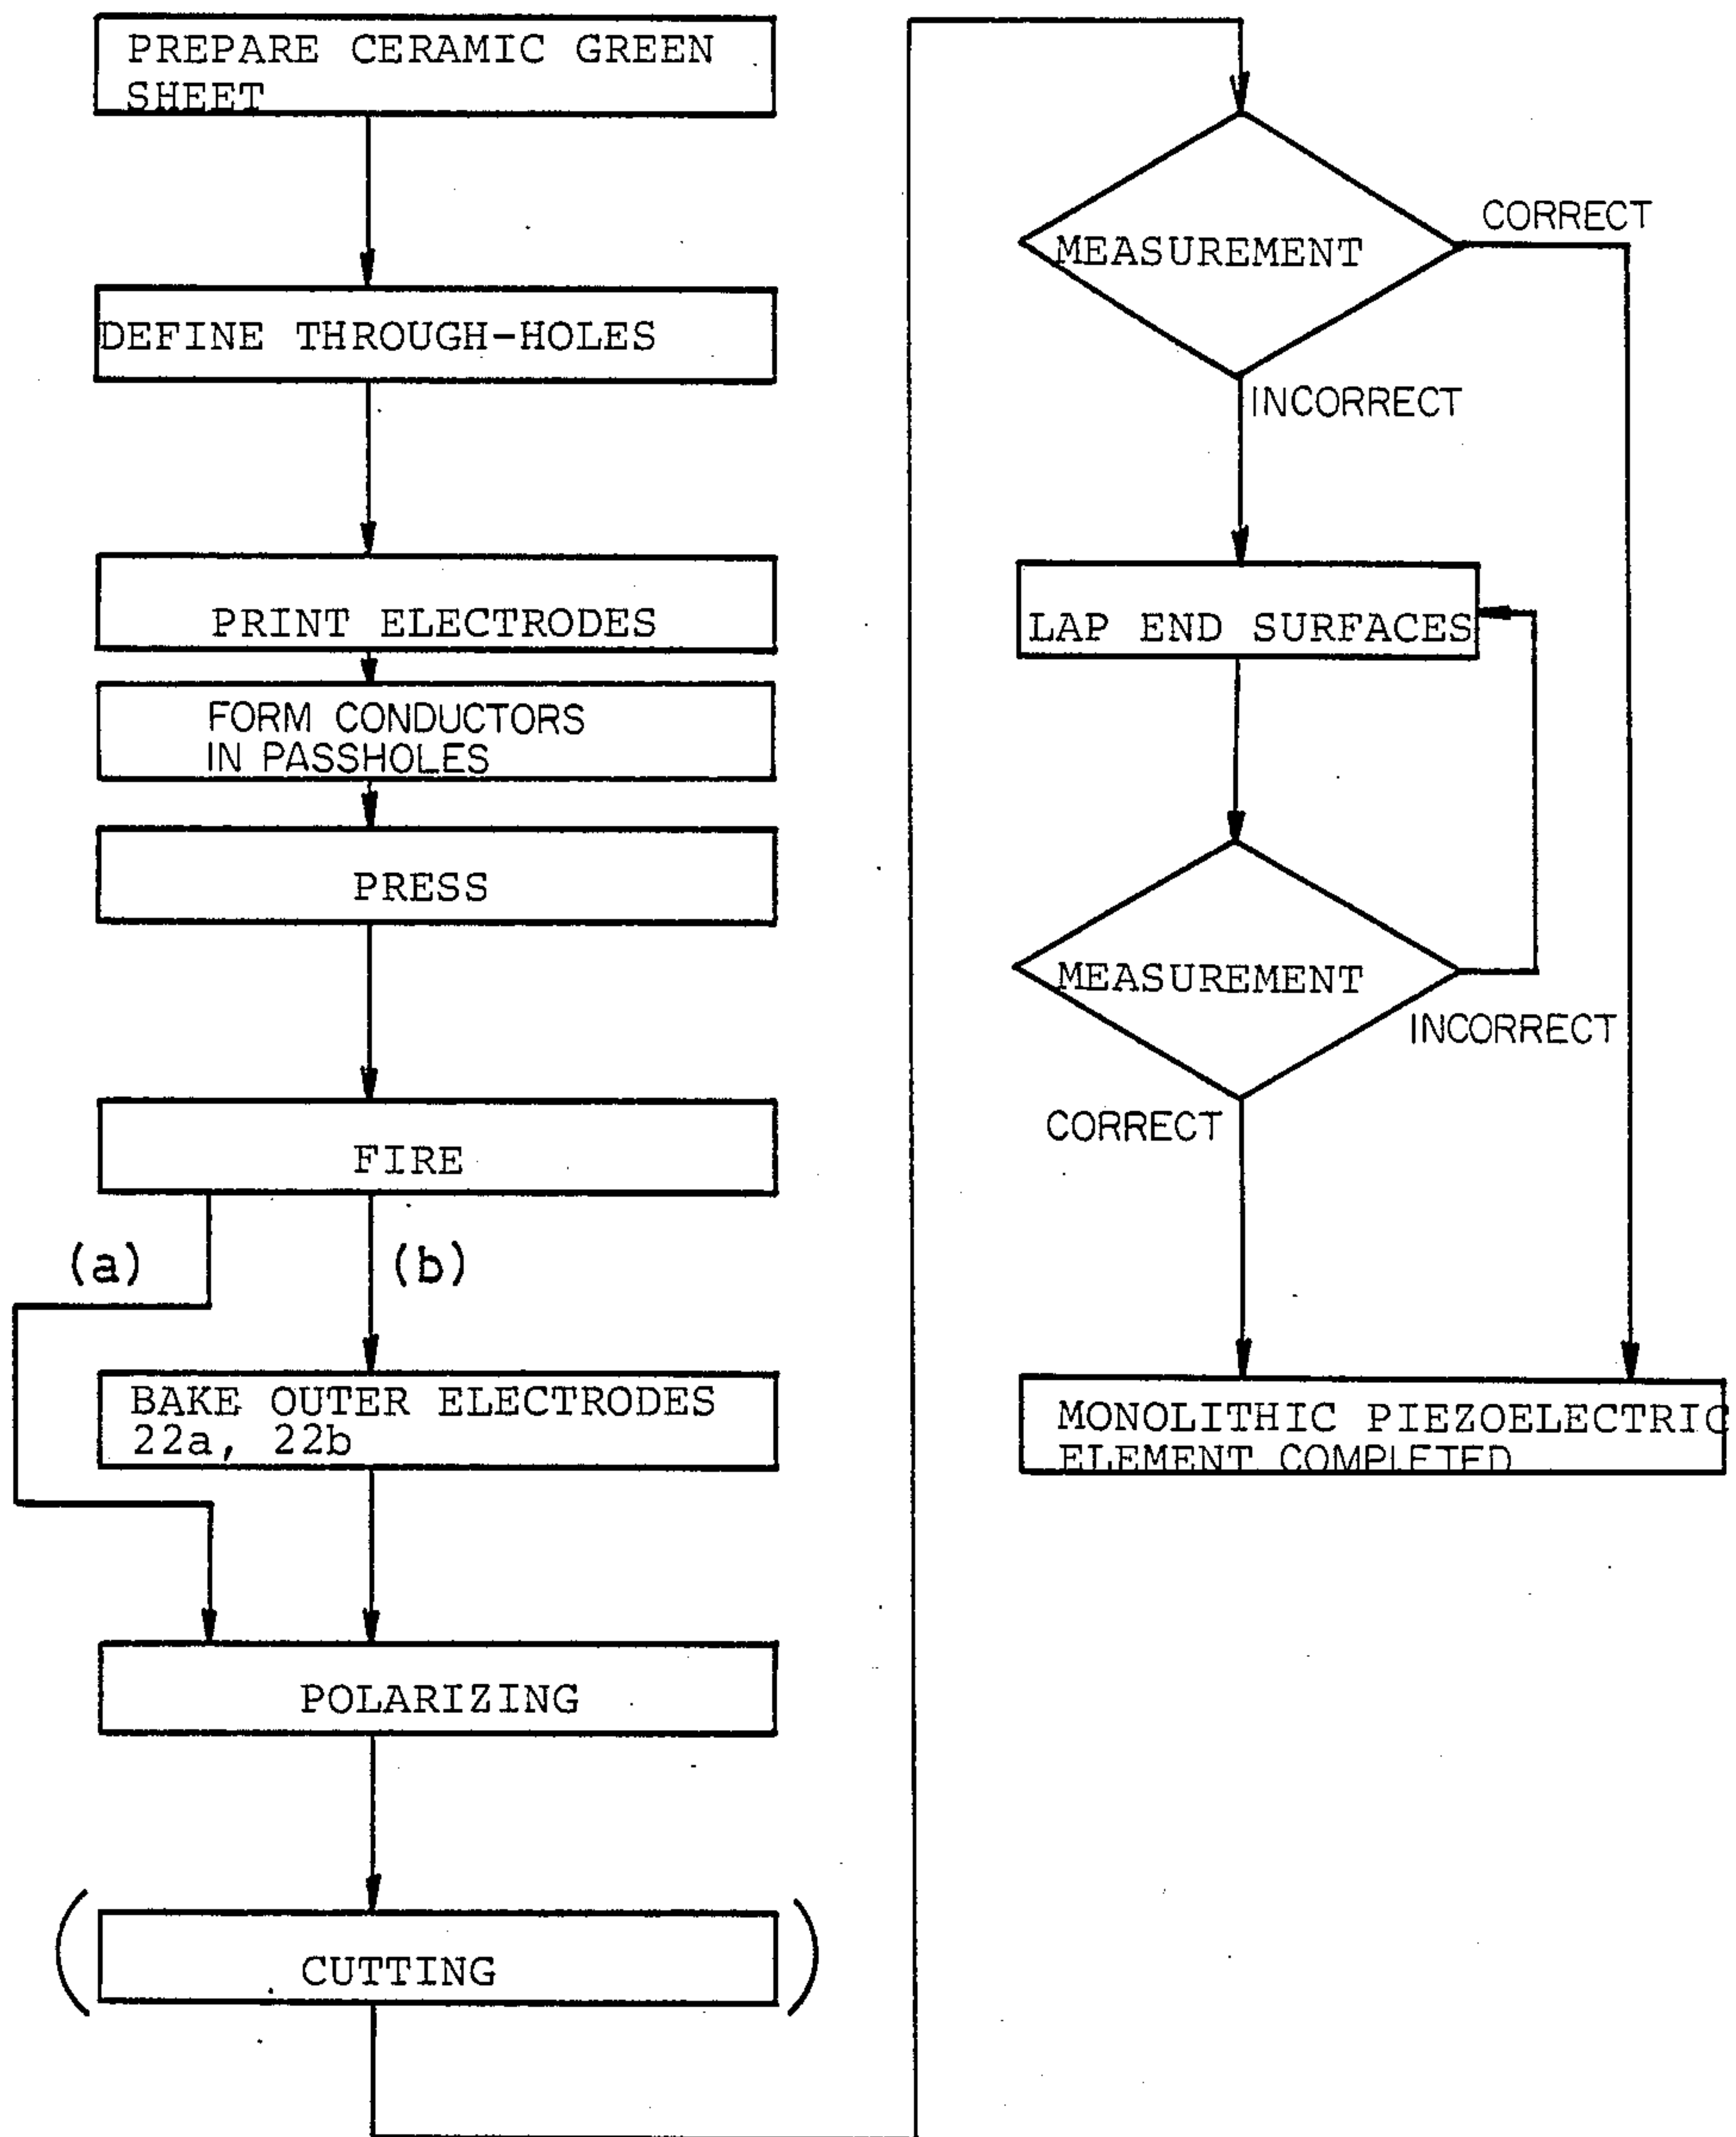 PREPARE CERAMIC GREEN
SHEET
DEFINE THROUGH-HOLES
PRINT ELECTRODES
FORM CONDUCTORS
IN PASSHOLES
PRESS
FIRE
(a)
(b)
BAKE OUTER ELECTRODES
22a, 22b
POLARIZING
(CUTTING)
MEASUREMENT
CORRECT
INCORRECT
LAP END SURFACES
MEASUREMENT
INCORRECT
CORRECT
MONOLITHIC PIEZOELECTRIC
ELEMENT COMPLETED